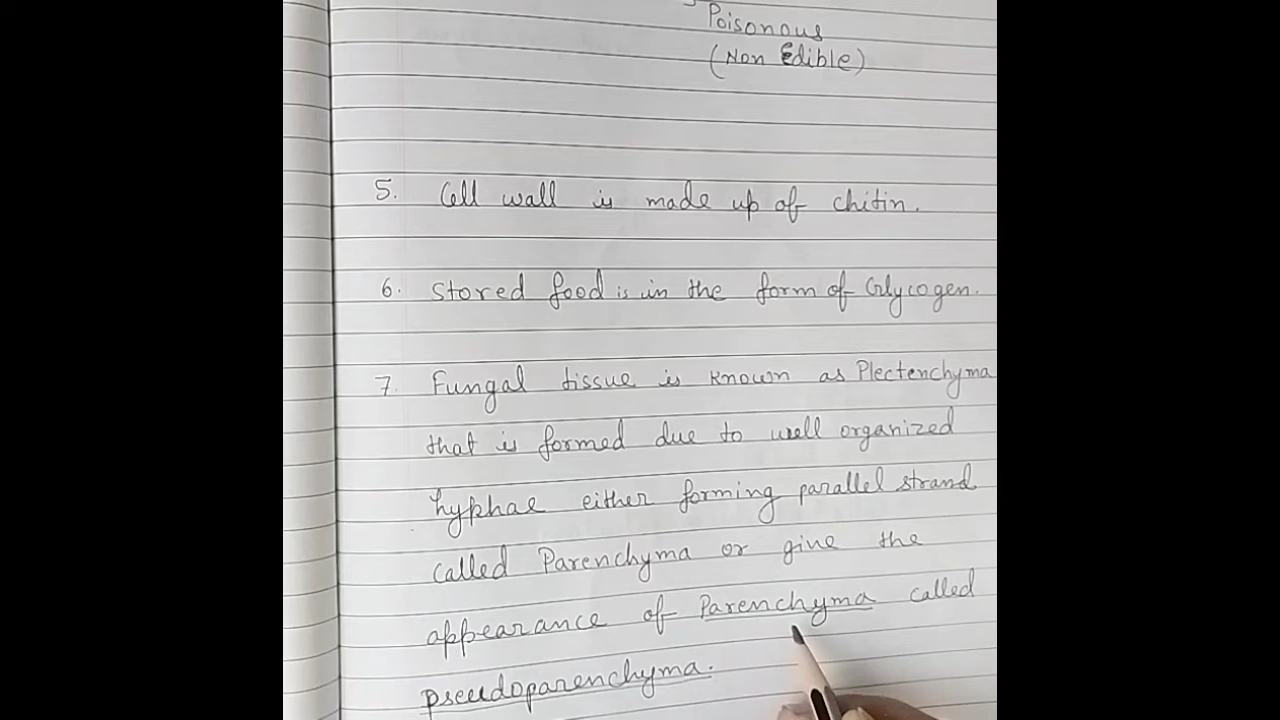 Poisonous
(Non Edible)
5. Cell wall is made up of chitin.
6. Stored food is in the form of Glycogen.
7. Fungal tissue is known as Plectenchyma
that is formed due to well organized
hyphae either forming parallel strand
called Parenchyma or give the
appearance of Parenchyma called
pseudoparenchyma.